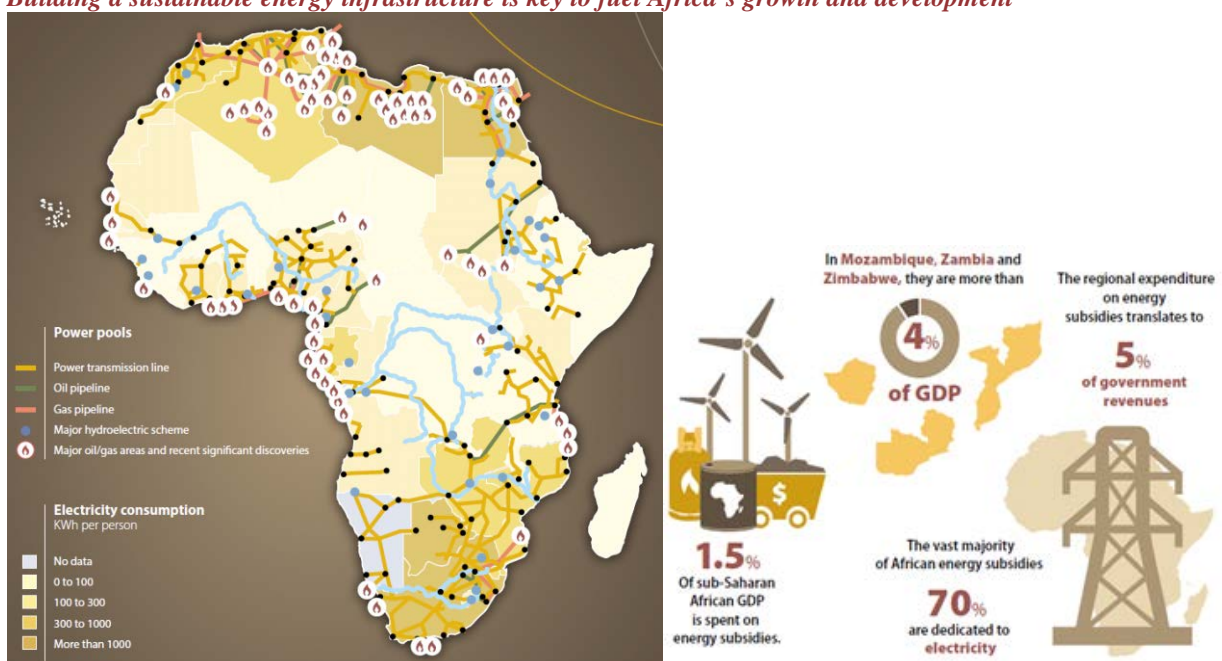 Building a sustainable energy infrastructure is key to fuel Africa's growth and development
Power pools
Power transmission line
Oil pipeline
Gas pipeline
Major hydroelectric scheme
Major oil/gas areas and recent significant discoveries
Electricity consumption
KWh per person
No data
0 to 100
100 to 300
300 to 1000
More than 1000
$
1.5%
Of sub-Saharan
African GDP
is spent on
energy subsidies.
In Mozambique, Zambia and
Zimbabwe, they are more than
4%
of GDP
The regional expenditure
on energy
subsidies translates to
5%
of government
revenues
The vast majority
of African energy subsidies
70%
are dedicated to
electricity